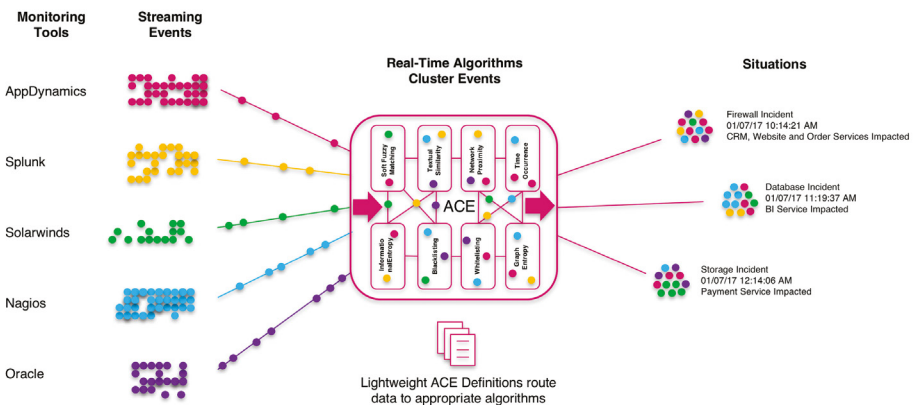 Monitoring
Tools
Streaming
Events
Real-Time Algorithms
Cluster Events
Situations
AppDynamics
Splunk
Solarwinds
Nagios
Oracle
Soft Fuzzy
Matching
Textual
Similarity
Network
Proximity
Time
Occurrence
ACE
Informatio
nalEntropy
Blacklisting
Whitelisting
Graph
Entropy
Firewall Incident
01/07/17 10:14:21 AM
CRM, Website and Order Services Impacted
Database Incident
01/07/17 11:19:37 AM
BI Service Impacted
Storage Incident
01/07/17 12:14:06 AM
Payment Service Impacted
Lightweight ACE Definitions route
data to appropriate algorithms